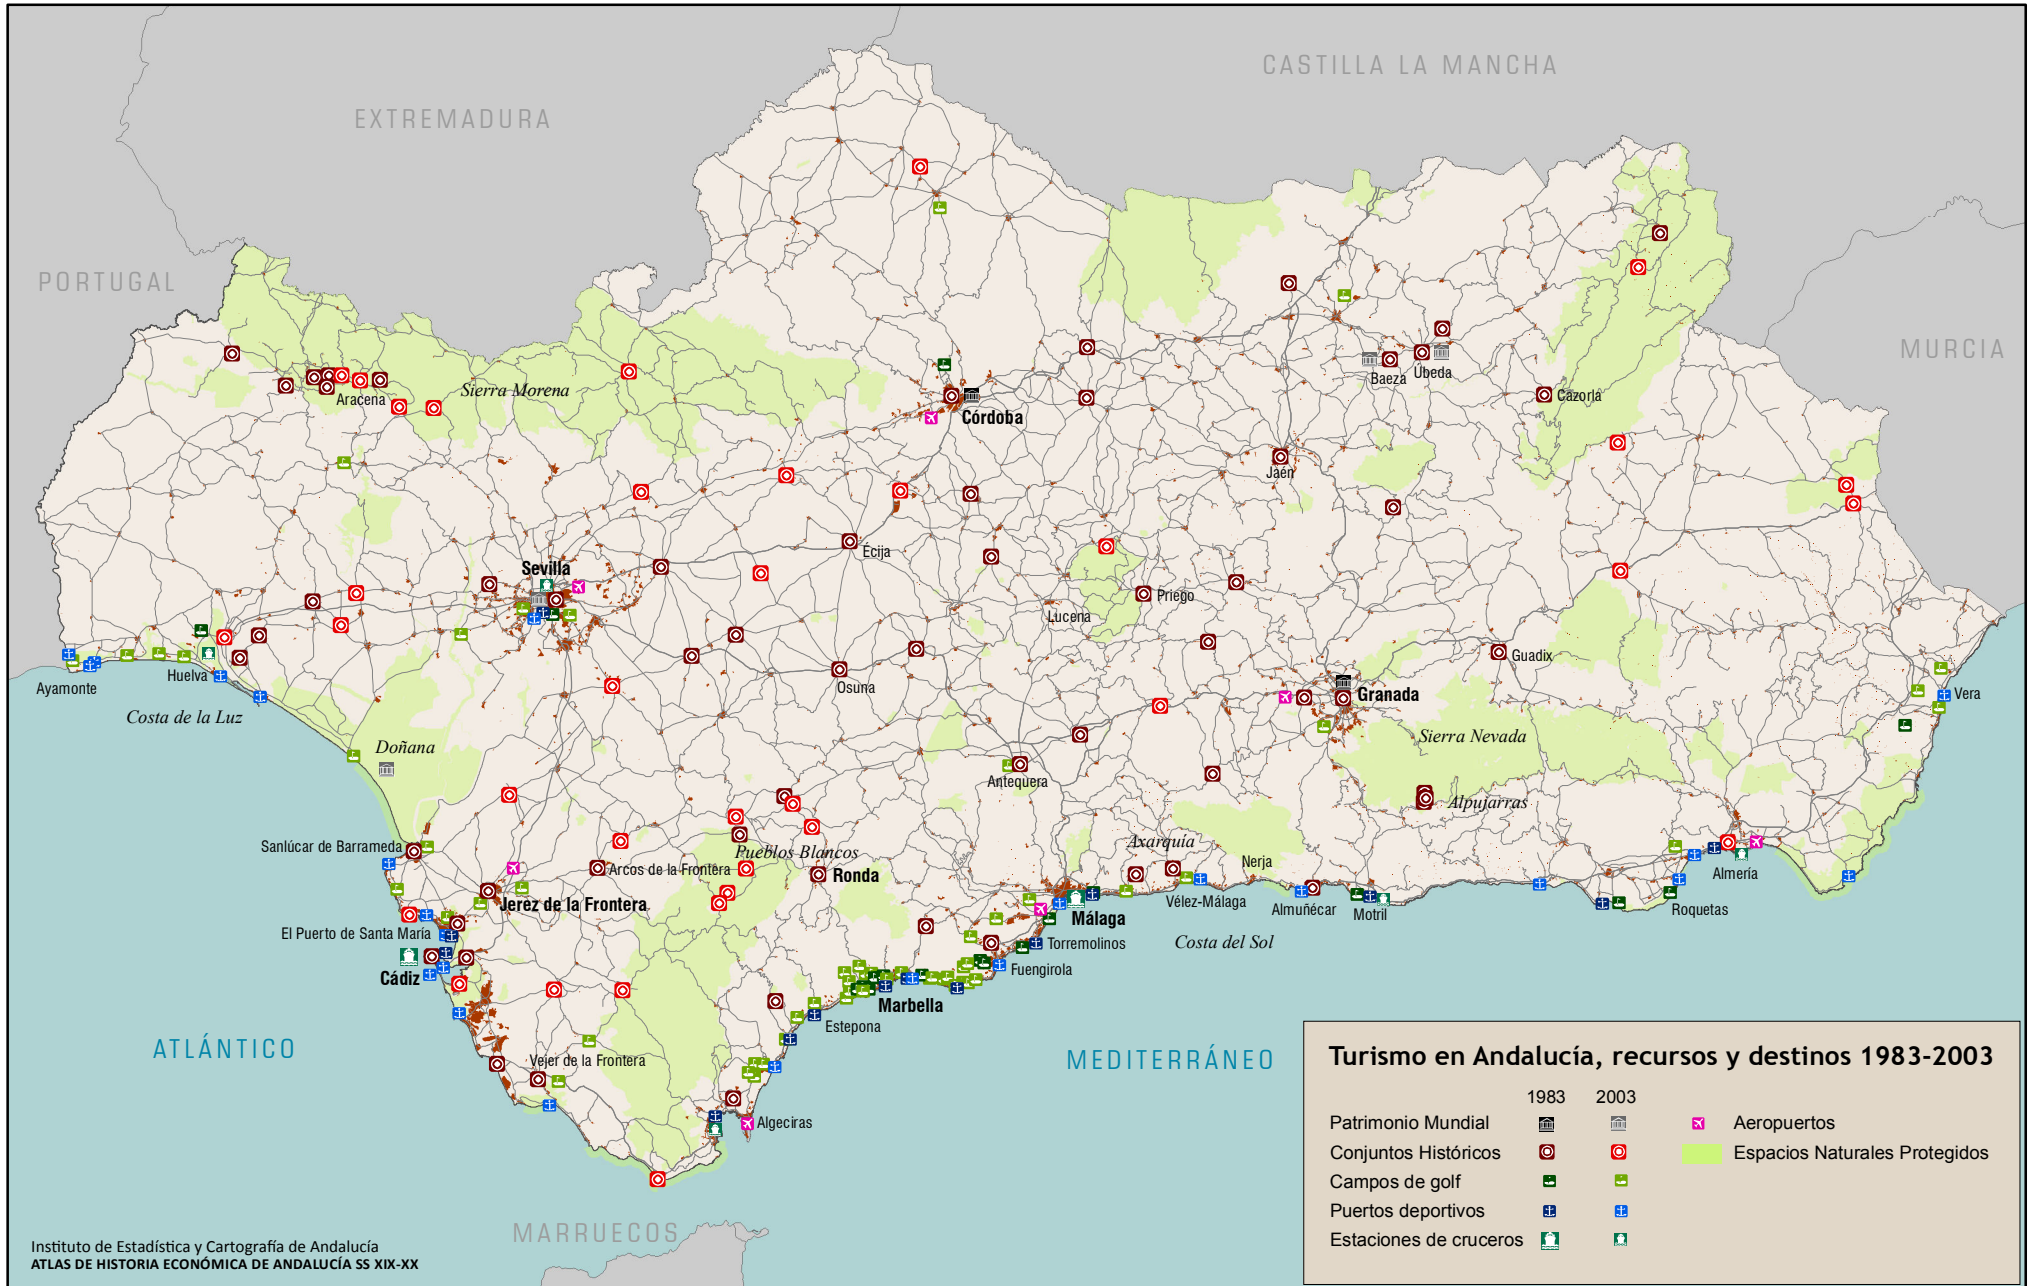 CASTILLA LA MANCHA
EXTREMADURA
PORTUGAL
MURCIA
Sierra Morena
Aracena
Córdoba
Baeza
Úbeda
Cazorla
Jaén
Écija
Sevilla
Priego
Lucena
Guadix
Huelva
Ayamonte
Osuna
Granada
Vera
Costa de la Luz
Doñana
Sierra Nevada
Antequera
Alpujarras
Sanlúcar de Barrameda
Pueblos Blancos
Axarquía
Arcos de la Frontera
Ronda
Nerja
Almería
Jerez de la Frontera
Málaga
Vélez-Málaga
Almuñécar
Motril
Roquetas
El Puerto de Santa María
Torremolinos
Costa del Sol
Cádiz
Fuengirola
Marbella
Estepona
ATLÁNTICO
Vejer de la Frontera
MEDITERRÁNEO
Algeciras
MARRUECOS
Turismo en Andalucía, recursos y destinos 1983-2003
1983 2003
Patrimonio Mundial Aeropuertos
Conjuntos Históricos Espacios Naturales Protegidos
Campos de golf
Puertos deportivos
Estaciones de cruceros
Instituto de Estadística y Cartografía de Andalucía
ATLAS DE HISTORIA ECONÓMICA DE ANDALUCÍA SS XIX-XX